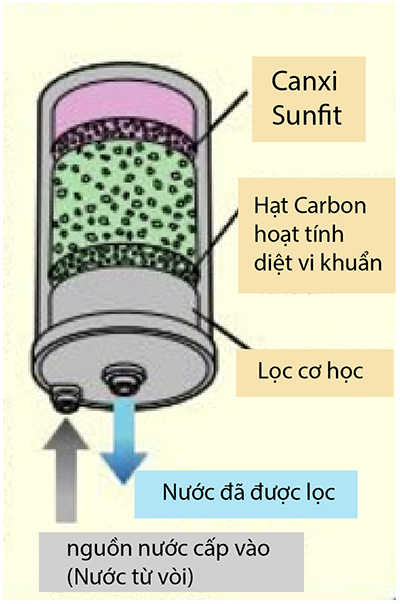 Canxi
Sunfit
Hạt Carbon
hoạt tính
diệt vi khuẩn
Lọc cơ học
Nước đã được lọc
nguồn nước cấp vào
(Nước từ vòi)